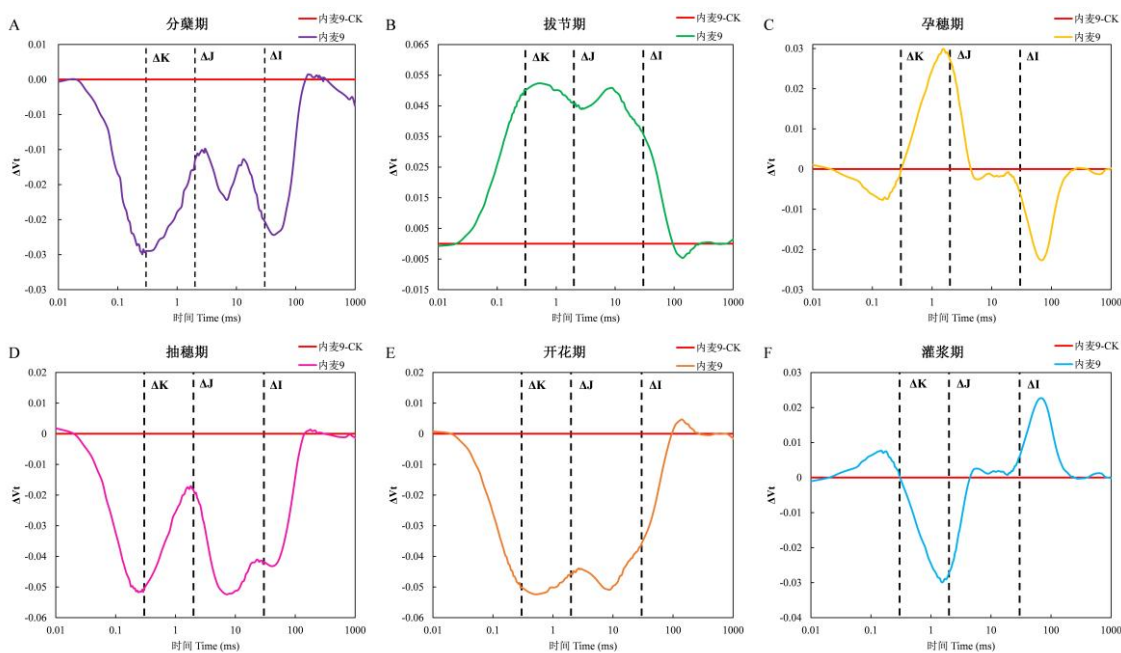 A
分蘖期
内麦9-CK
内麦9
ΔK
ΔJ
ΔI
0.01
0.00
-0.01
-0.01
-0.02
-0.02
-0.03
-0.03
ΔVt
0.01
0.1
1
10
100
1000
时间 Time (ms)
B
拔节期
内麦9-CK
内麦9
ΔK
ΔJ
ΔI
0.065
0.055
0.045
0.035
0.025
0.015
0.005
-0.005
-0.015
ΔVt
0.01
0.1
1
10
100
1000
时间 Time (ms)
C
孕穗期
内麦9-CK
内麦9
ΔK
ΔJ
ΔI
0.03
0.02
0.01
0
-0.01
-0.02
-0.03
ΔVt
0.01
0.1
1
10
100
1000
时间 Time (ms)
D
抽穗期
内麦9-CK
内麦9
ΔK
ΔJ
ΔI
0.02
0.01
0
-0.01
-0.02
-0.03
-0.04
-0.05
-0.06
ΔVt
0.01
0.1
1
10
100
1000
时间 Time (ms)
E
开花期
内麦9-CK
内麦9
ΔK
ΔJ
ΔI
0.02
0.01
0
-0.01
-0.02
-0.03
-0.04
-0.05
-0.06
ΔVt
0.01
0.1
1
10
100
1000
时间 Time (ms)
F
灌浆期
内麦9-CK
内麦9
ΔK
ΔJ
ΔI
0.03
0.02
0.01
0
-0.01
-0.02
-0.03
-0.04
ΔVt
0.01
0.1
1
10
100
1000
时间 Time (ms)